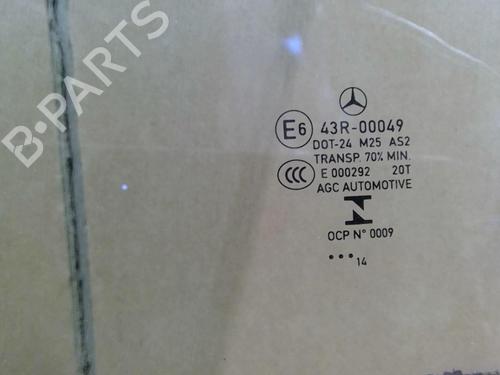 B-PARTS
E6 43R-00049
DOT-24 M25 AS2
TRANSP. 70% MIN.
CCC E 000292 20T
AGC AUTOMOTIVE
N
OCP N° 0009
•••14